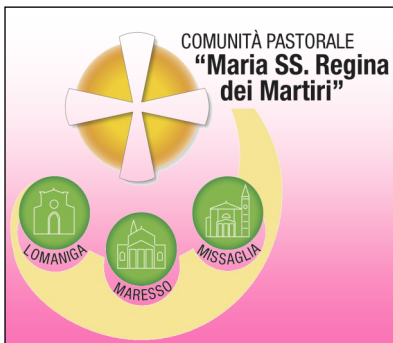 COMUNITÀ PASTORALE
“Maria SS. Regina
dei Martiri”
LOMANIGA
MARESSO
MISSAGLIA